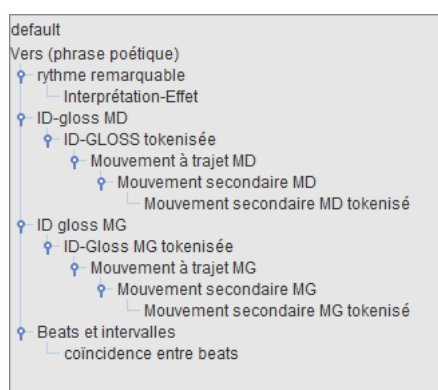 default
Vers (phrase poétique)
rythme remarquable
Interprétation-Effet
ID-gloss MD
ID-GLOSS tokenisée
Mouvement à trajet MD
Mouvement secondaire MD
Mouvement secondaire MD tokenisé
ID gloss MG
ID-Gloss MG tokenisée
Mouvement à trajet MG
Mouvement secondaire MG
Mouvement secondaire MG tokenisé
Beats et intervalles
coïncidence entre beats